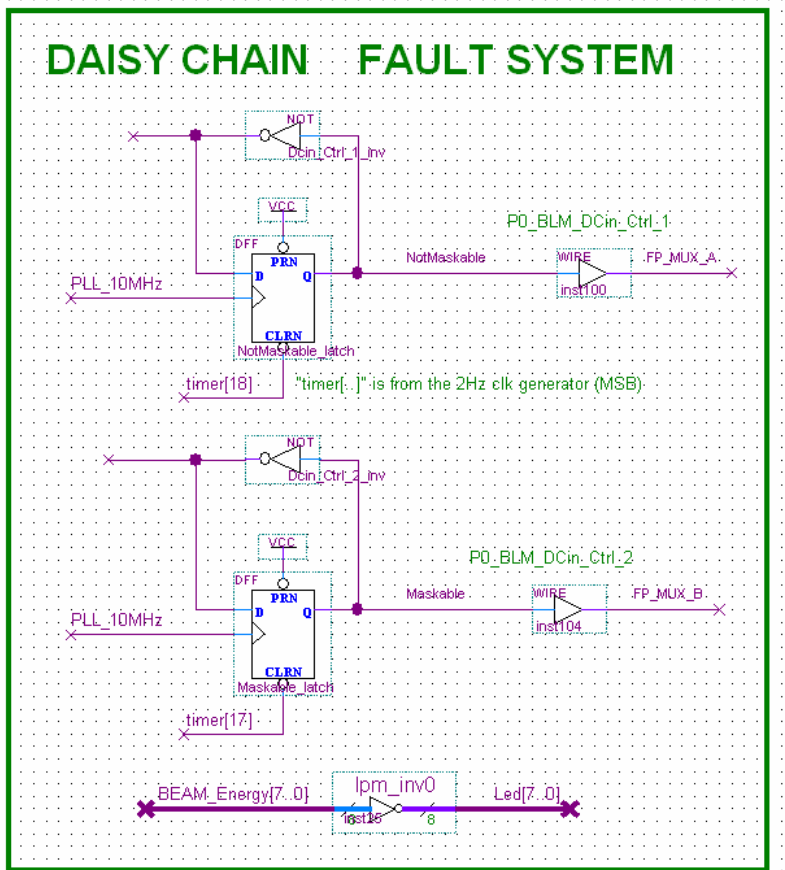 DAISY CHAIN FAULT SYSTEM
NOT
Dcin_Ctrl_1_inv
VCC
P0_BLM_DCin_Ctrl_1
DFF
PRN
NotMaskable
WIRE
FP_MUX_A
D
Q
PLL_10MHz
inst100
CLRN
NotMaskable_latch
timer[18]
"timer[..]" is from the 2Hz clk generator (MSB)
NOT
Dcin_Ctrl_2_inv
VCC
P0_BLM_DCin_Ctrl_2
DFF
PRN
Maskable
WIRE
FP_MUX_B
D
Q
PLL_10MHz
inst104
CLRN
Maskable_latch
timer[17]
lpm_inv0
BEAM_Energy[7..0]
Led[7..0]
8